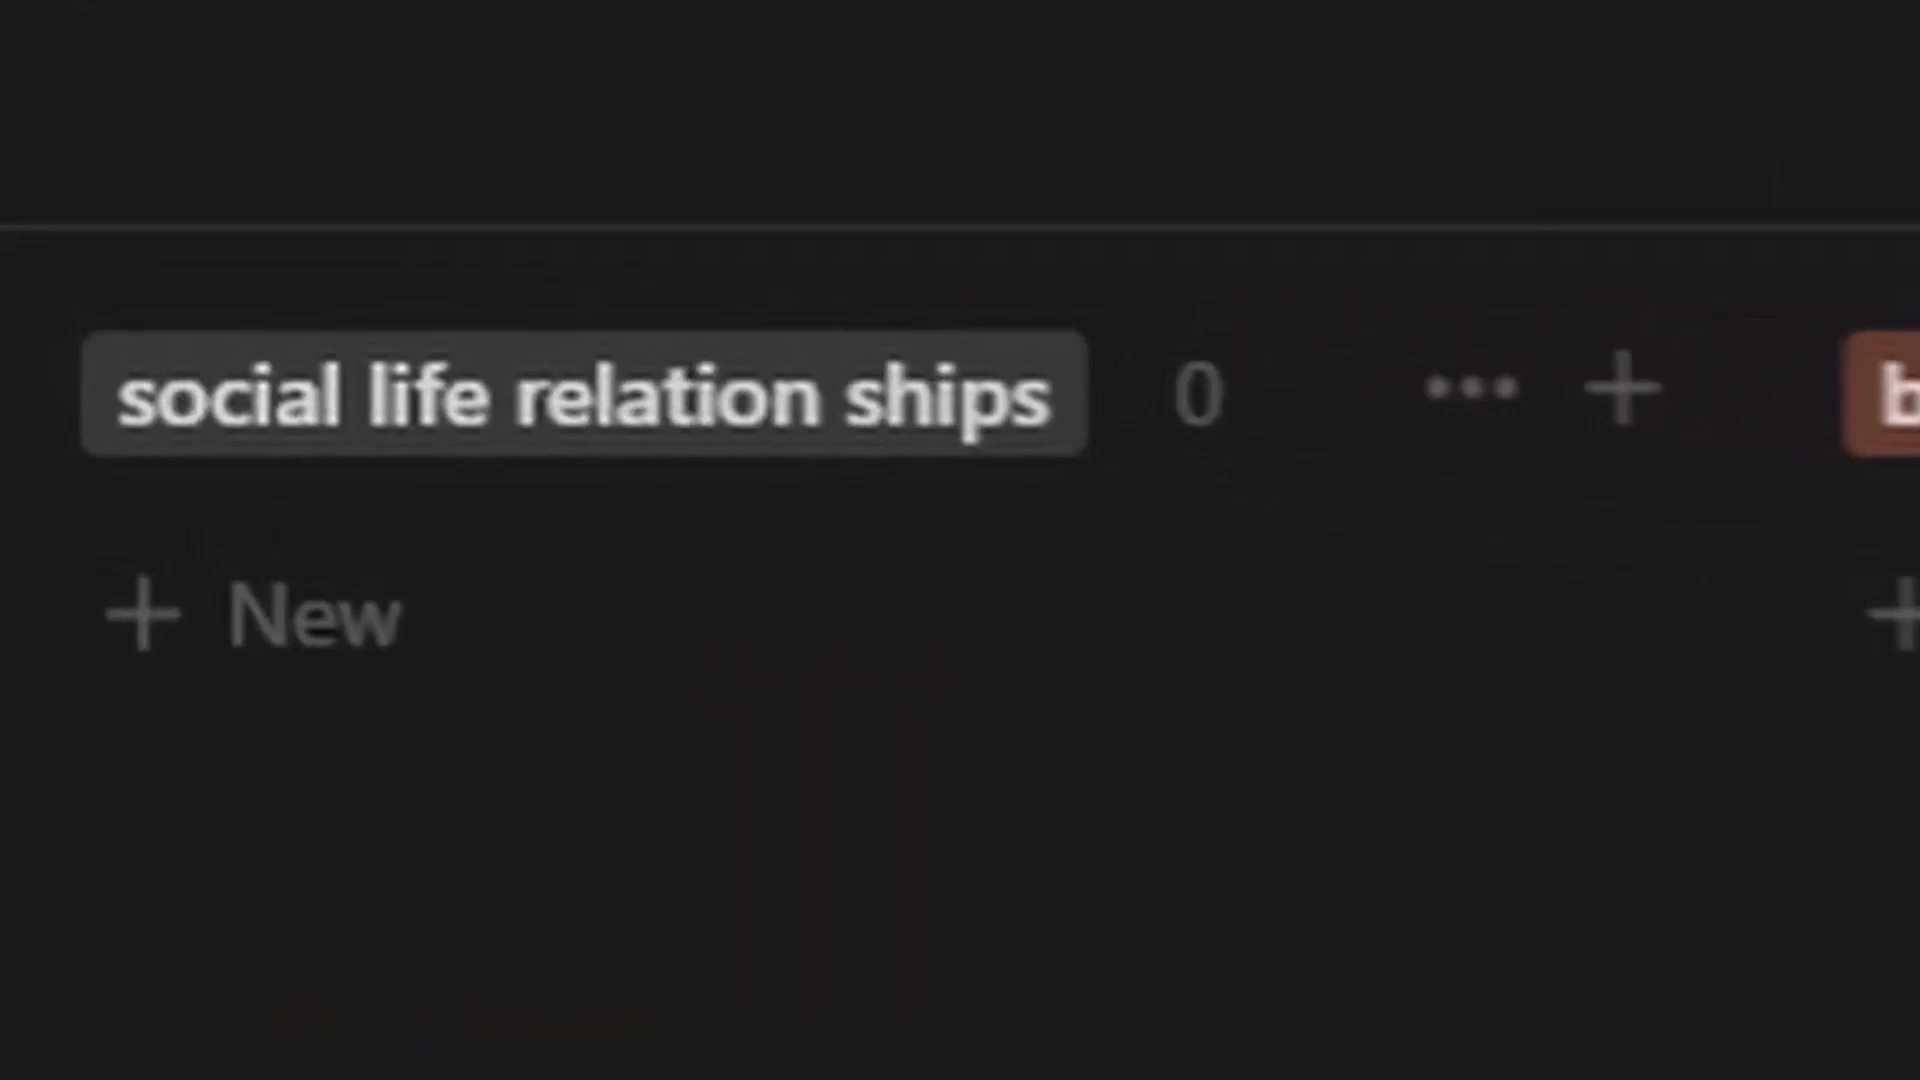 social life relation ships 0 ••• + b
+ New +